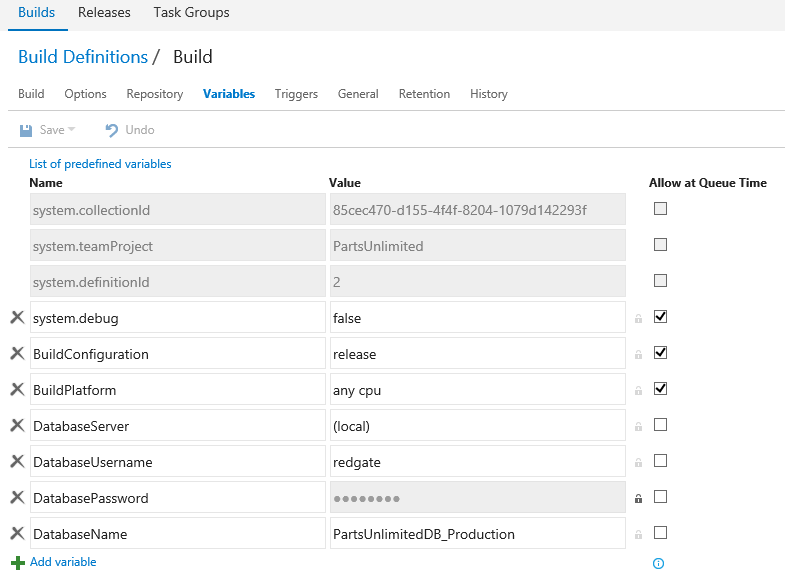 Builds Releases Task Groups
Build Definitions / Build
Build Options Repository Variables Triggers General Retention History
Save Undo
List of predefined variables
Name Value Allow at Queue Time
system.collectionId 85cec470-d155-4f4f-8204-1079d142293f
system.teamProject PartsUnlimited
system.definitionId 2
system.debug false
BuildConfiguration release
BuildPlatform any cpu
DatabaseServer (local)
DatabaseUsername redgate
DatabasePassword ●●●●●●●●
DatabaseName PartsUnlimitedDB_Production
Add variable